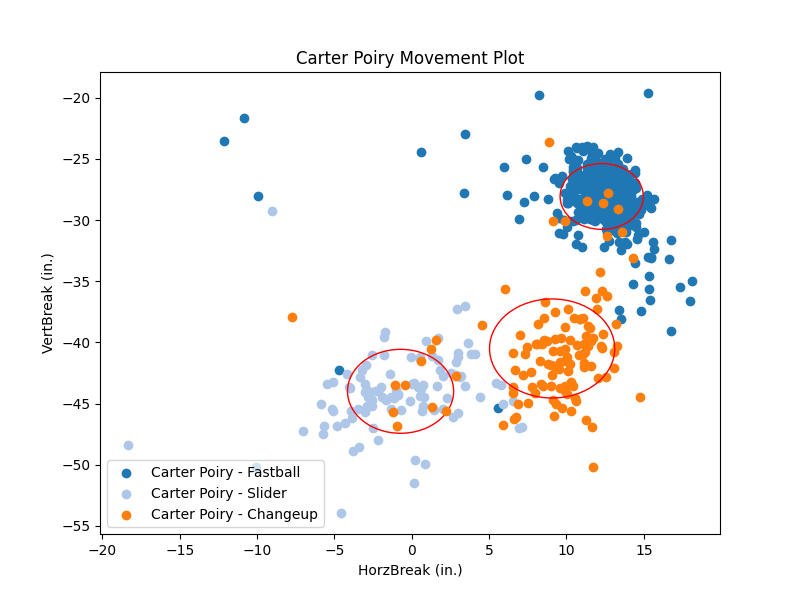 Carter Poiry Movement Plot
−20
−25
−30
−35
−40
−45
−50
−55
VertBreak (in.)
Carter Poiry - Fastball
Carter Poiry - Slider
Carter Poiry - Changeup
−20 −15 −10 −5 0 5 10 15
HorzBreak (in.)